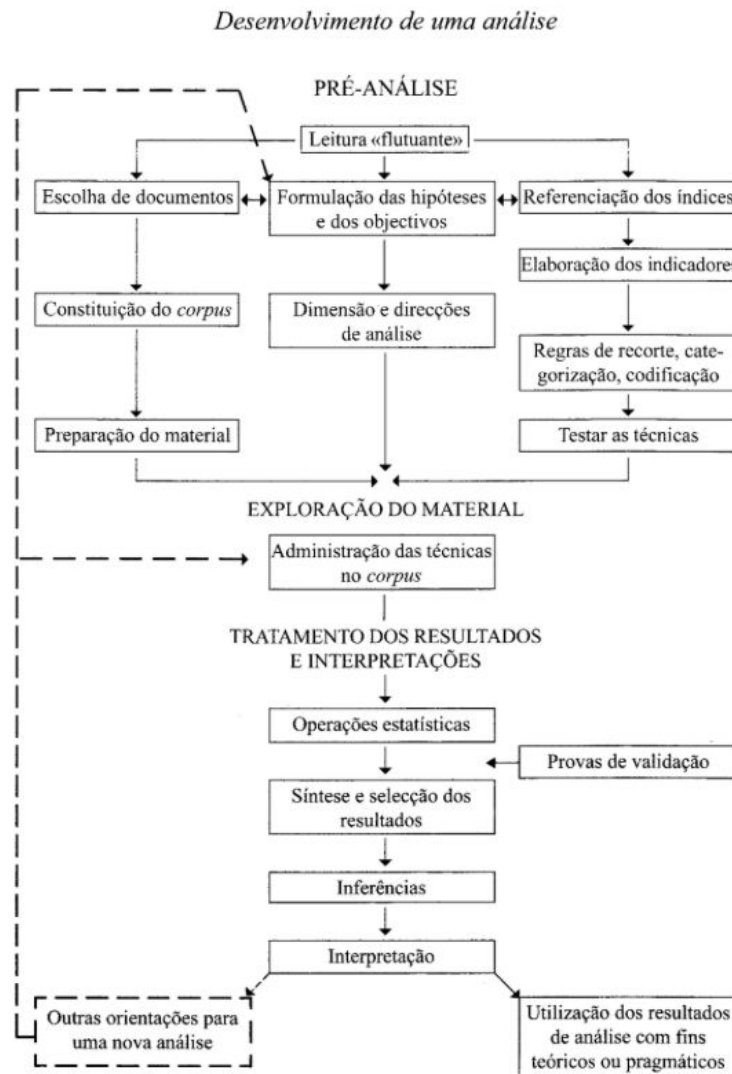 Desenvolvimento de uma análise
PRÉ-ANÁLISE
Leitura «flutuante»
Escolha de documentos
Formulação das hipóteses
e dos objectivos
Referenciação dos índices
Elaboração dos indicadores
Constituição do corpus
Dimensão e direcções
de análise
Regras de recorte, cate-
gorização, codificação
Preparação do material
Testar as técnicas
EXPLORAÇÃO DO MATERIAL
Administração das técnicas
no corpus
TRATAMENTO DOS RESULTADOS
E INTERPRETAÇÕES
Operações estatísticas
Provas de validação
Síntese e selecção dos
resultados
Inferências
Interpretação
Outras orientações para
uma nova análise
Utilização dos resultados
de análise com fins
teóricos ou pragmáticos